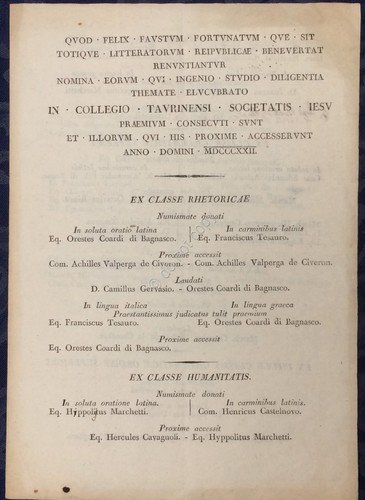 QVOD · FELIX · FAVSTVM · FORTVNATVM · QVE · SIT
TOTIQVE · LITTERATORVM · REIPVBLICAE · BENEVERTAT
RENVNTIANTVR
NOMINA · EORVM · QVI · INGENIO · STVDIO · DILIGENTIA
THEMATE · ELVCVBRATO
IN · COLLEGIO · TAVRINENSI · SOCIETATIS · IESV
PRAEMIVM · CONSECVTI · SVNT
ET · ILLORVM · QVI · HIS · PROXIME · ACCESSERVNT
ANNO · DOMINI · MDCCCXXII.
EX CLASSE RHETORICAE
Numismate donati
In soluta oratio latina
In carminibus latinis
Eq. Orestes Coardi di Bagnasco.
Eq. Franciscus Tesauro.
Proxime accessit
Com. Achilles Valperga de Civeron. - Com. Achilles Valperga de Civeron.
Laudati
D. Camillus Gervasio. - Orestes Coardi de Bagnasco.
In lingua italica
In lingua graeca
Praestantissimus judicatus tulit praemium
Eq. Franciscus Tesauro.
Eq. Orestes Coardi de Bagnasco.
Proxime accessit
Eq. Orestes Coardi de Bagnasco.
EX CLASSE HUMANITATIS.
Numismate donati
In soluta oratione latina.
In carminibus latinis.
Eq. Hyppolitus Marchetti.
Com. Henricus Castelnovo.
Proxime accessit
Eq. Hercules Cavagnoli. - Eq. Hyppolitus Marchetti.